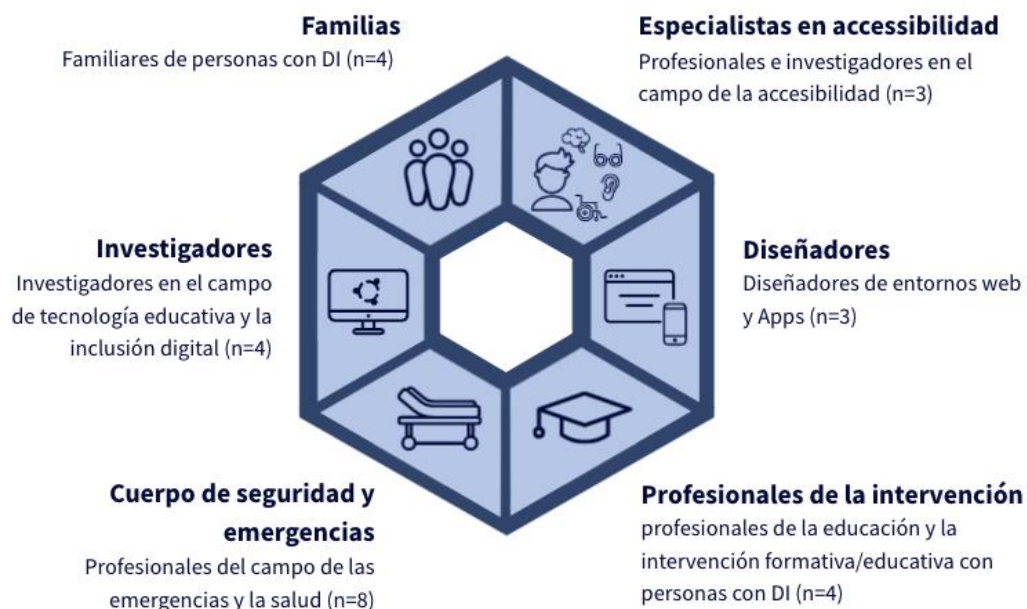 Familias
Familiares de personas con DI (n=4)
Especialistas en accessibilidad
Profesionales e investigadores en el
campo de la accesibilidad (n=3)
Investigadores
Investigadores en el campo
de tecnología educativa y la
inclusión digital (n=4)
Diseñadores
Diseñadores de entornos web
y Apps (n=3)
Cuerpo de seguridad y
emergencias
Profesionales del campo de las
emergencias y la salud (n=8)
Profesionales de la intervención
profesionales de la educación y la
intervención formativa/educativa con
personas con DI (n=4)